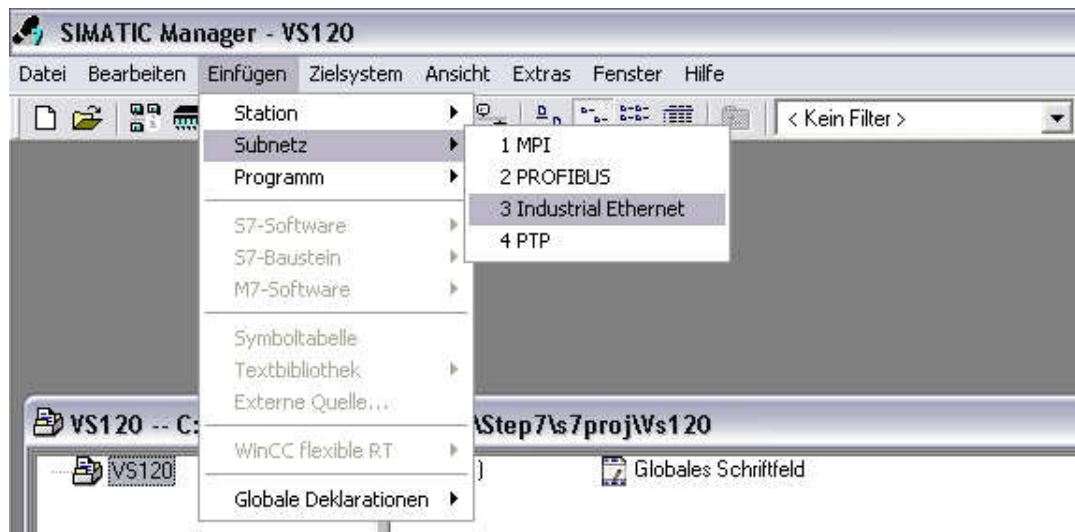 SIMATIC Manager - VS120
Datei Bearbeiten Einfügen Zielsystem Ansicht Extras Fenster Hilfe
< Kein Filter >
Station
Subnetz
Programm
S7-Software
S7-Baustein
M7-Software
Symboltabelle
Textbibliothek
Externe Quelle...
WinCC flexible RT
Globale Deklarationen
1 MPI
2 PROFIBUS
3 Industrial Ethernet
4 PTP
VS120 -- C: \Step7\s7proj\Vs120
VS120
) Globales Schriftfeld